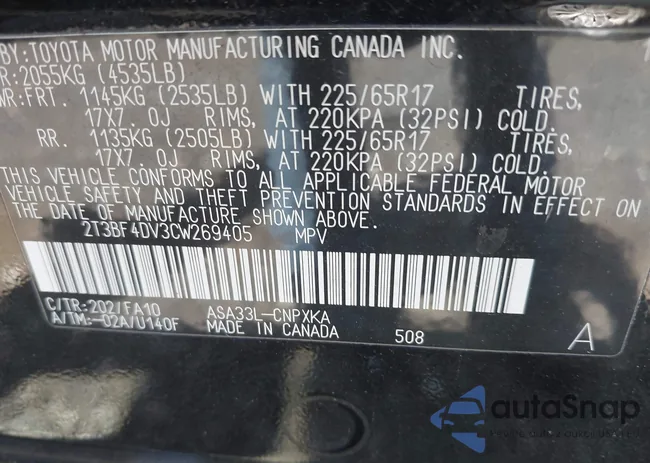 BY: TOYOTA MOTOR MANUFACTURING CANADA INC.
R: 2055KG (4535LB)
WR: FRT. 1145KG (2535LB) WITH 225/65R17 TIRES,
17X7.0J RIMS, AT 220KPA (32PSI) COLD.
RR. 1135KG (2505LB) WITH 225/65R17 TIRES,
17X7.0J RIMS, AT 220KPA (32PSI) COLD.
THIS VEHICLE CONFORMS TO ALL APPLICABLE FEDERAL MOTOR
VEHICLE SAFETY AND THEFT PREVENTION STANDARDS IN EFFECT ON
THE DATE OF MANUFACTURE SHOWN ABOVE.
2T3BF4DV3CW269405 MPV
C/TR: 202/FA10 ASA33L-CNPXKA
A/TM: -02A/U140F MADE IN CANADA 508 A
autoSnap